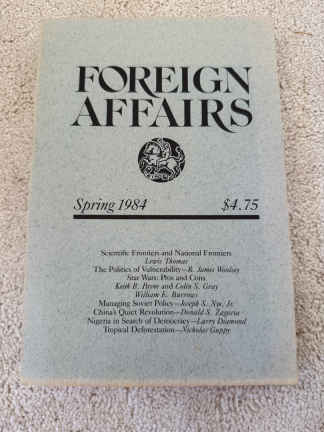 FOREIGN
AFFAIRS
Spring 1984 $4.75
Scientific Frontiers and National Frontiers
Lewis Thomas
The Politics of Vulnerability—R. James Woolsey
Star Wars: Pros and Cons
Keith B. Payne and Colin S. Gray
William E. Burrows
Managing Soviet Policy—Joseph S. Nye, Jr.
China's Quiet Revolution—Donald S. Zagoria
Nigeria in Search of Democracy—Larry Diamond
Tropical Deforestation—Nicholas Guppy